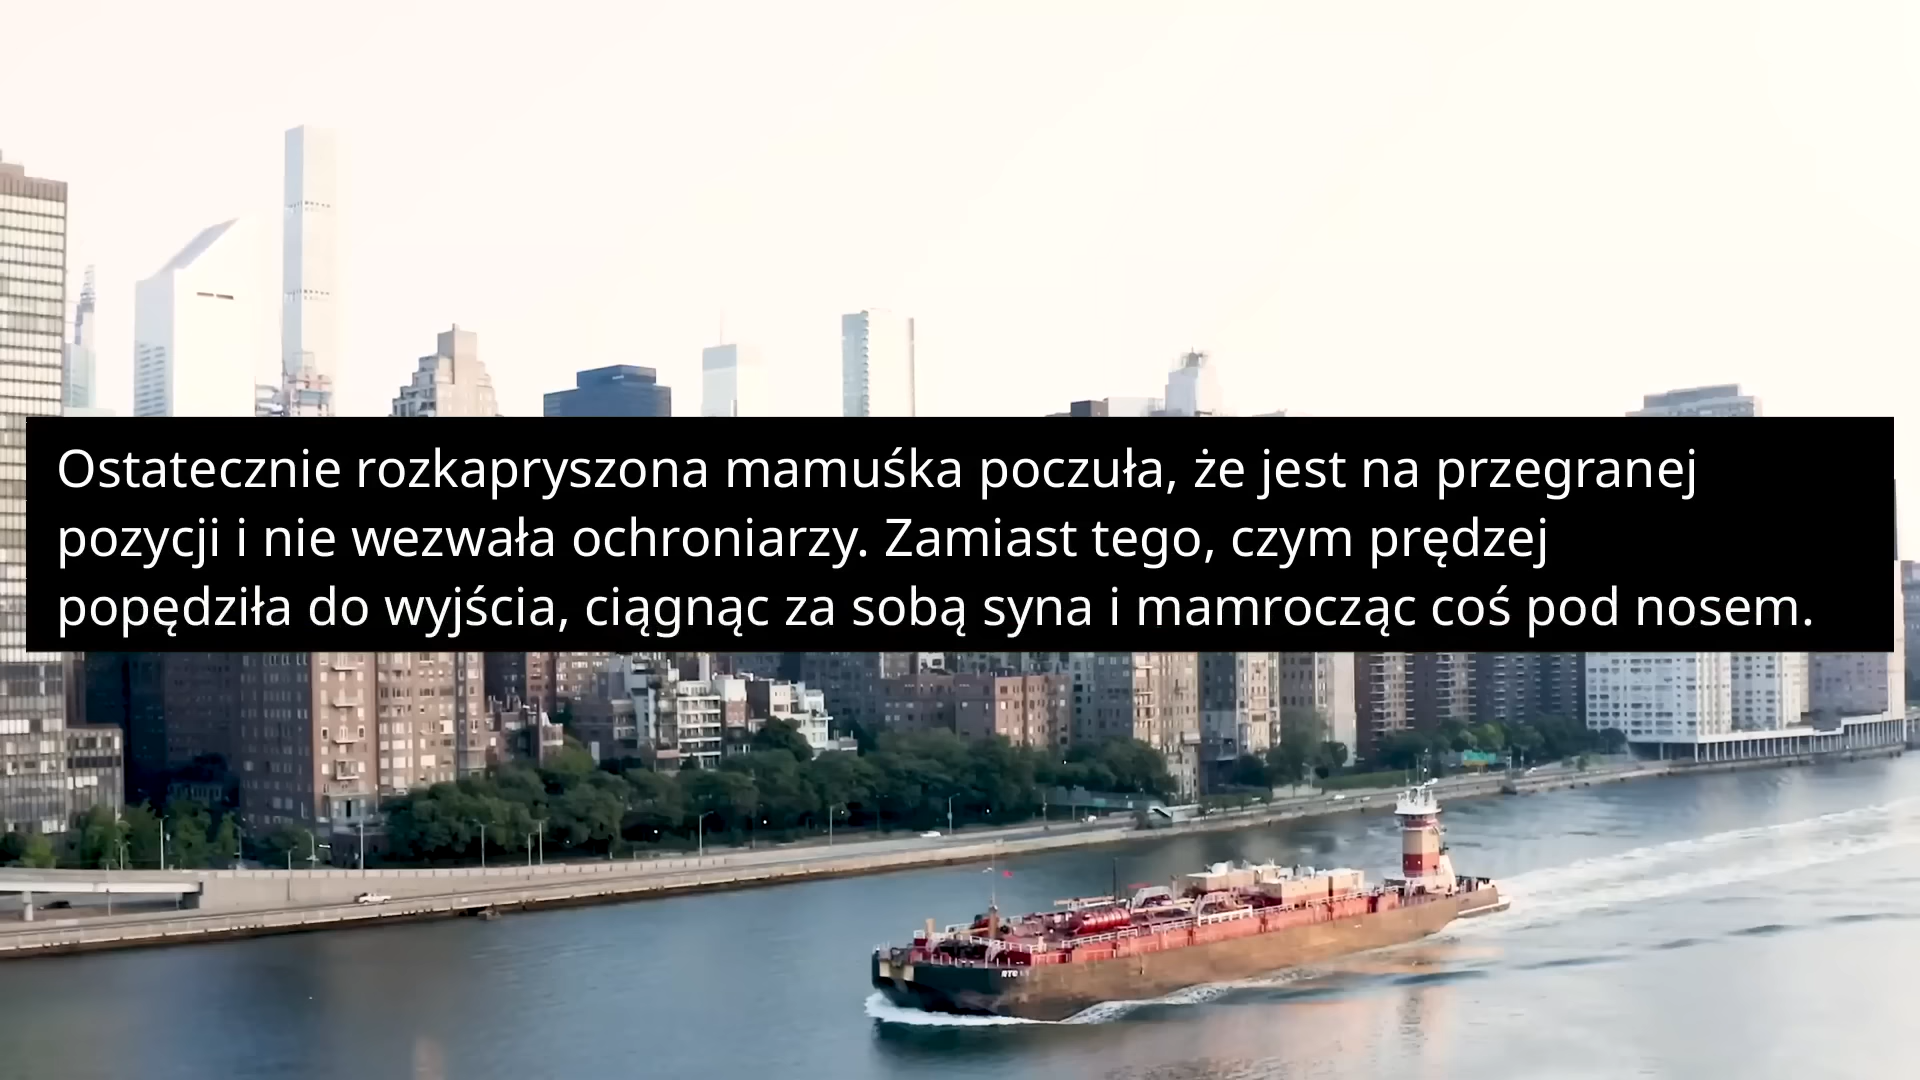 Ostatecznie rozkapryszona mamuśka poczuła, że jest na przegranej
pozycji i nie wezwała ochroniarzy. Zamiast tego, czym prędzej
popędziła do wyjścia, ciągnąc za sobą syna i mamrocząc coś pod nosem.